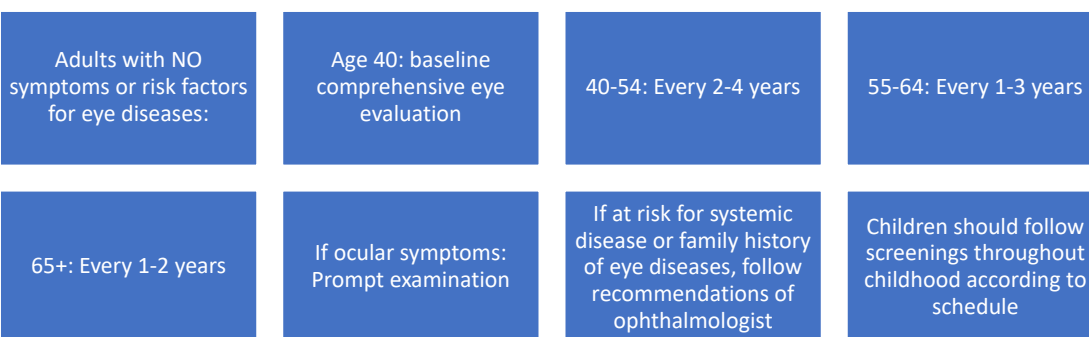 Adults with NO
symptoms or risk factors
for eye diseases:
Age 40: baseline
comprehensive eye
evaluation
40-54: Every 2-4 years
55-64: Every 1-3 years
65+: Every 1-2 years
If ocular symptoms:
Prompt examination
If at risk for systemic
disease or family history
of eye diseases, follow
recommendations of
ophthalmologist
Children should follow
screenings throughout
childhood according to
schedule